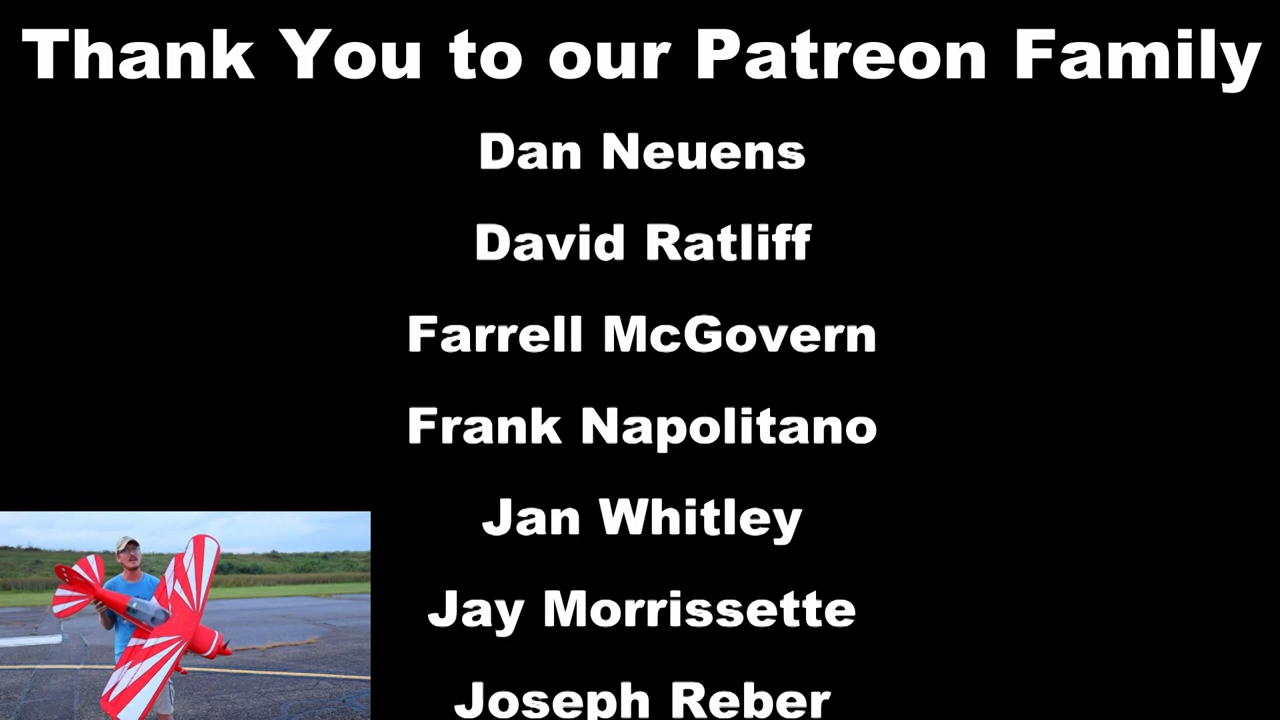 Thank You to our Patreon Family
Dan Neuens
David Ratliff
Farrell McGovern
Frank Napolitano
Jan Whitley
Jay Morrissette
Joseph Reber